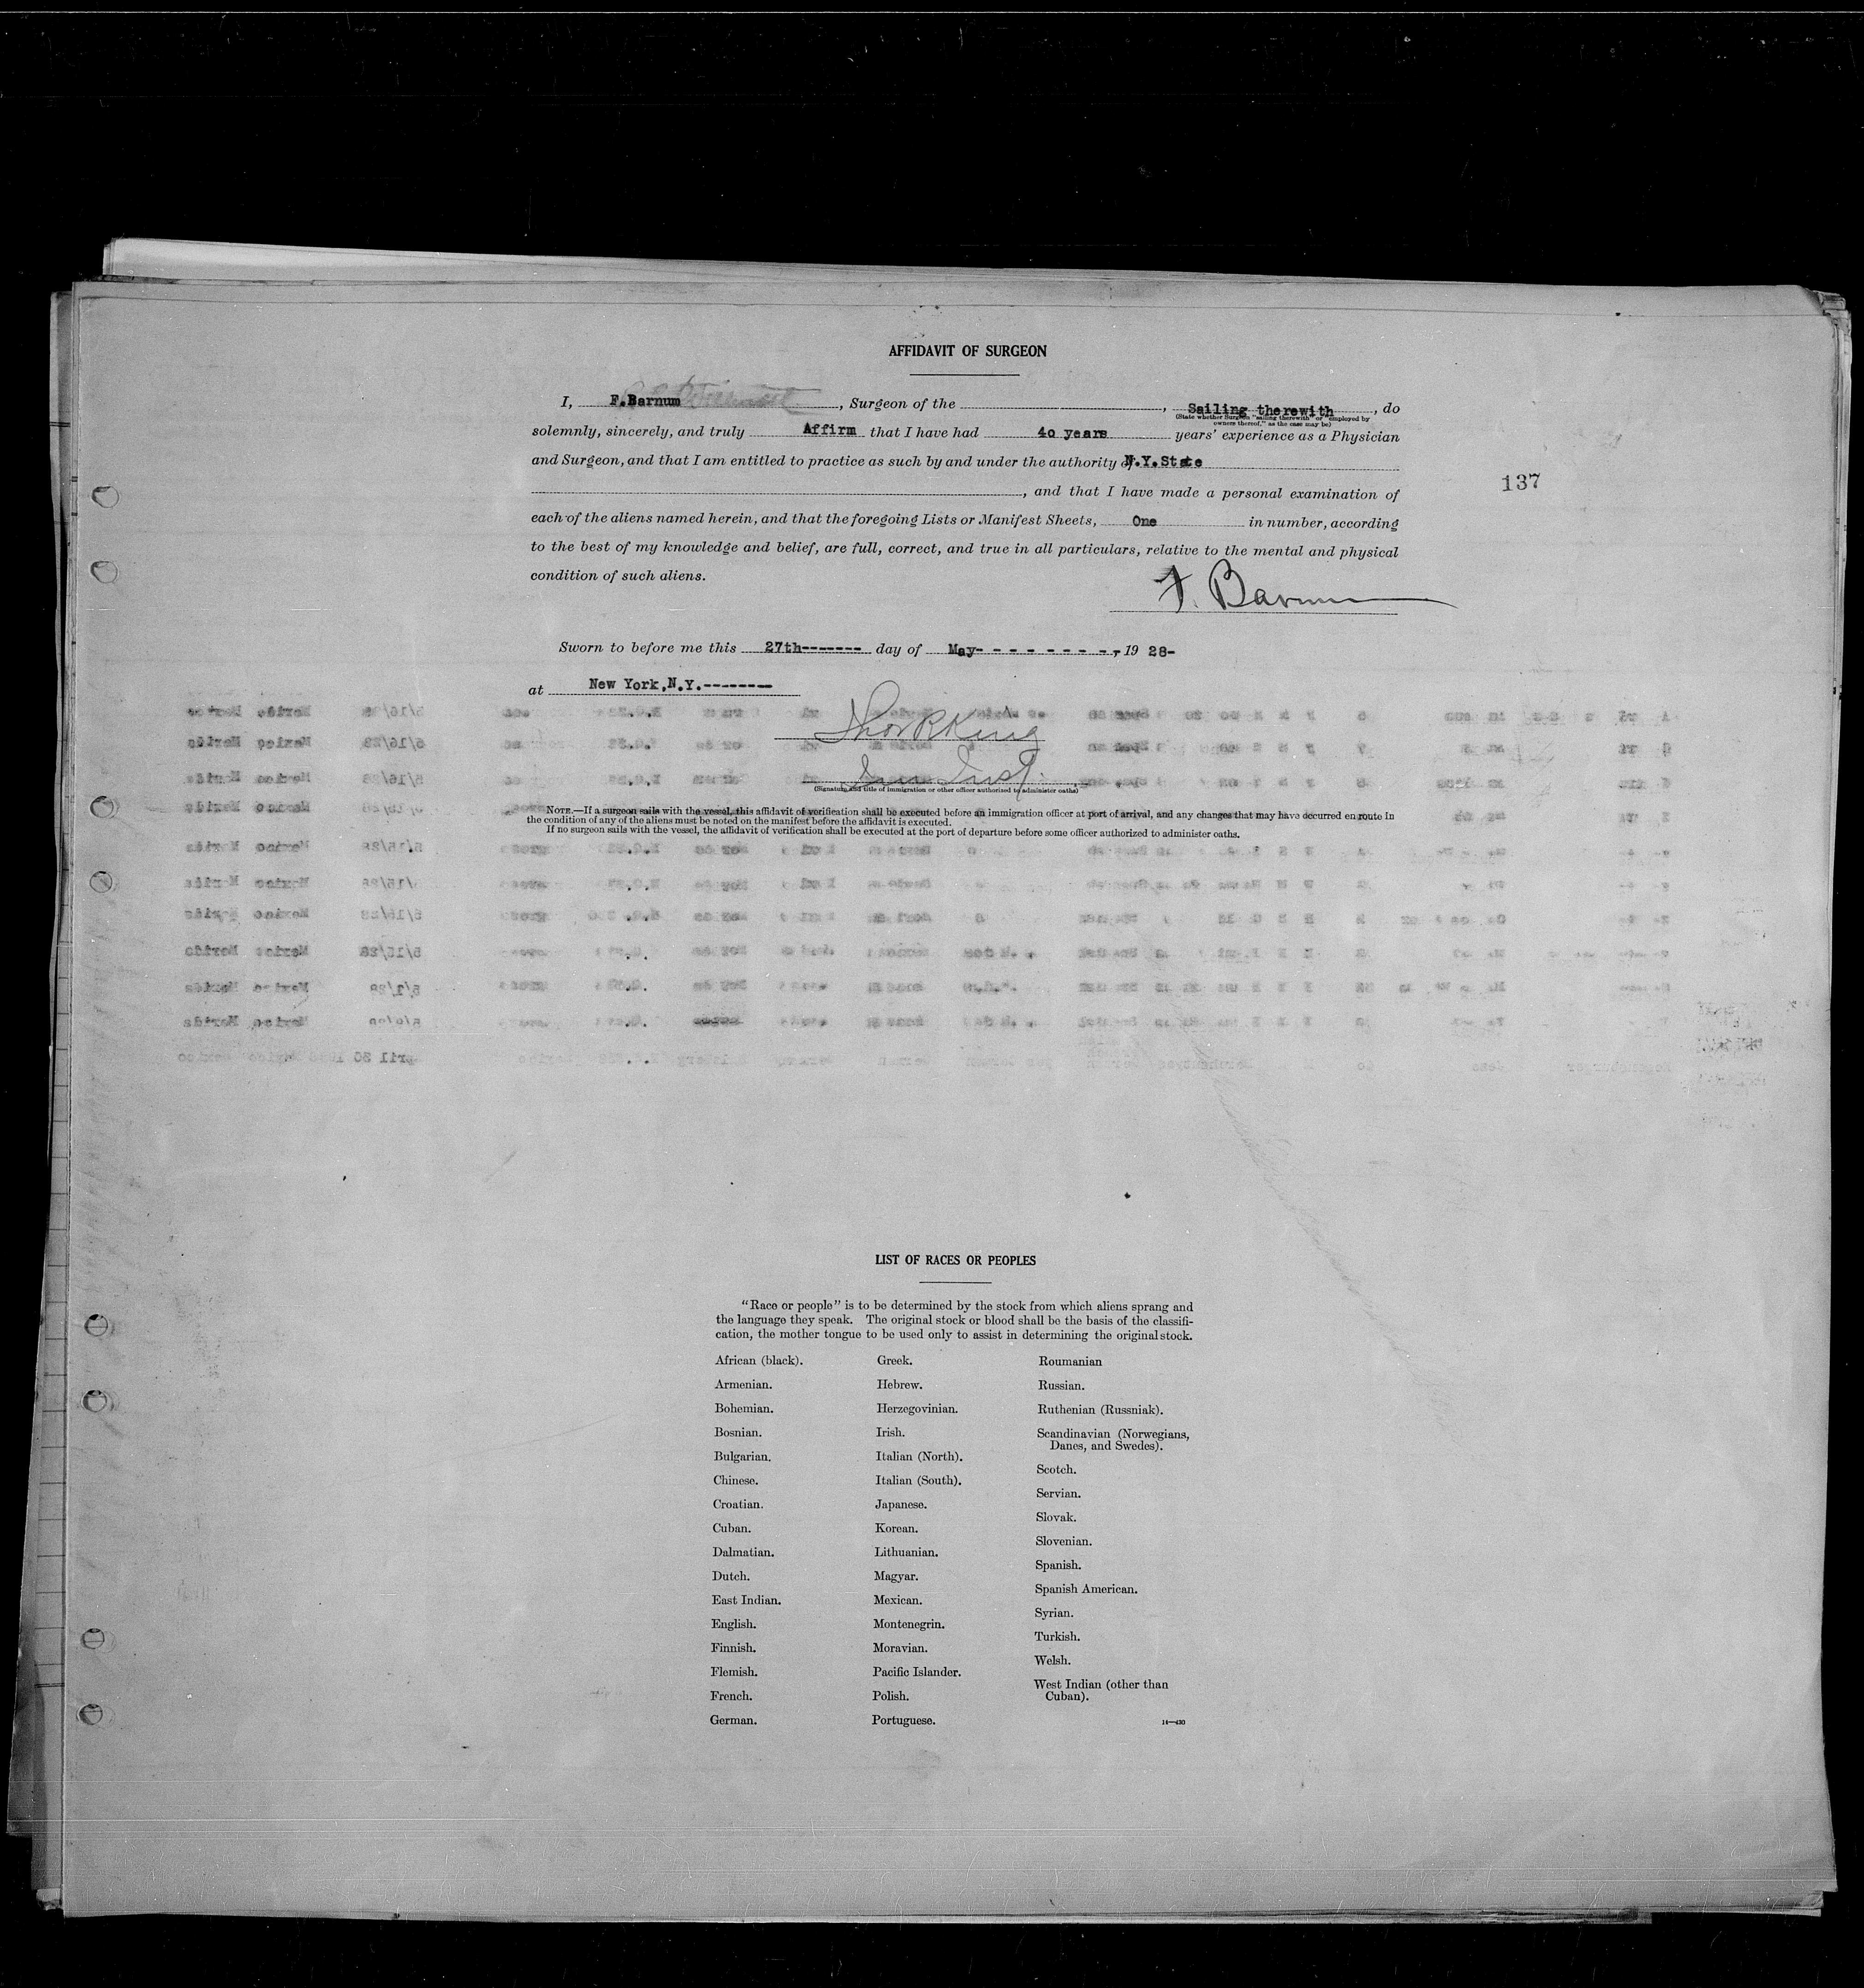 AFFIDAVIT OF SURGEON
I, F.Barnum, Surgeon of the , Sailing therewith, do
(State whether Surgeon "sailing therewith" or "employed by
owners thereof," as the case may be)
solemnly, sincerely, and truly Affirm that I have had 40 years years' experience as a Physician
and Surgeon, and that I am entitled to practice as such by and under the authority of N.Y.State
137
, and that I have made a personal examination of
each of the aliens named herein, and that the foregoing Lists or Manifest Sheets, One in number, according
to the best of my knowledge and belief, are full, correct, and true in all particulars, relative to the mental and physical
condition of such aliens.
F. Barnum
Sworn to before me this 27th------- day of May- - - - - - - - - -, 19 28-
at New York,N.Y.--------
Thos R King
Imm Insp.
(Signature and title of immigration or other officer authorized to administer oaths)
NOTE.—If a surgeon sails with the vessel, this affidavit of verification shall be executed before an immigration officer at port of arrival, and any changes that may have occurred en route in
the condition of any of the aliens must be noted on the manifest before the affidavit is executed.
If no surgeon sails with the vessel, the affidavit of verification shall be executed at the port of departure before some officer authorized to administer oaths.
LIST OF RACES OR PEOPLES
"Race or people" is to be determined by the stock from which aliens sprang and
the language they speak. The original stock or blood shall be the basis of the classifi-
cation, the mother tongue to be used only to assist in determining the original stock.
African (black).
Armenian.
Bohemian.
Bosnian.
Bulgarian.
Chinese.
Croatian.
Cuban.
Dalmatian.
Dutch.
East Indian.
English.
Finnish.
Flemish.
French.
German.
Greek.
Hebrew.
Herzegovinian.
Irish.
Italian (North).
Italian (South).
Japanese.
Korean.
Lithuanian.
Magyar.
Mexican.
Montenegrin.
Moravian.
Pacific Islander.
Polish.
Portuguese.
Roumanian
Russian.
Ruthenian (Russniak).
Scandinavian (Norwegians,
Danes, and Swedes).
Scotch.
Servian.
Slovak.
Slovenian.
Spanish.
Spanish American.
Syrian.
Turkish.
Welsh.
West Indian (other than
Cuban).
14—430